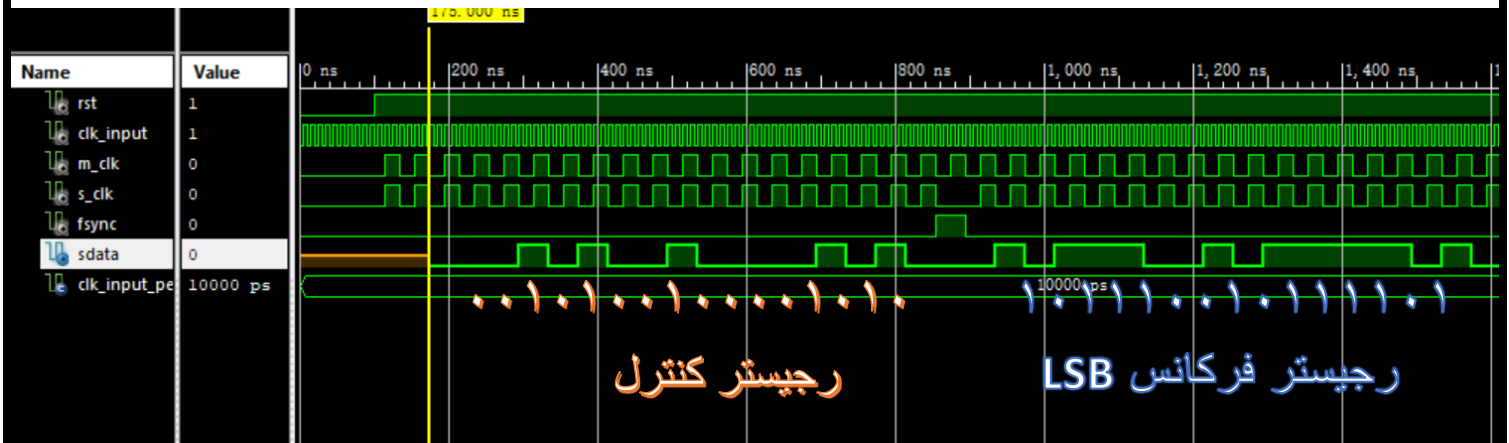 175.000 ns
Name Value 0 ns 200 ns 400 ns 600 ns 800 ns 1,000 ns 1,200 ns 1,400 ns
rst 1
clk_input 1
m_clk 0
s_clk 0
fsync 0
sdata 0
clk_input_pe 10000 ps 10000 ps
۰۰۱۰۱۰۰۱۰۰۰۰۱۰۱۰ ۱۰۱۱۱۰۰۱۰۱۱۱۱۰۱
رجیستر کنترل
رجیستر فرکانس LSB